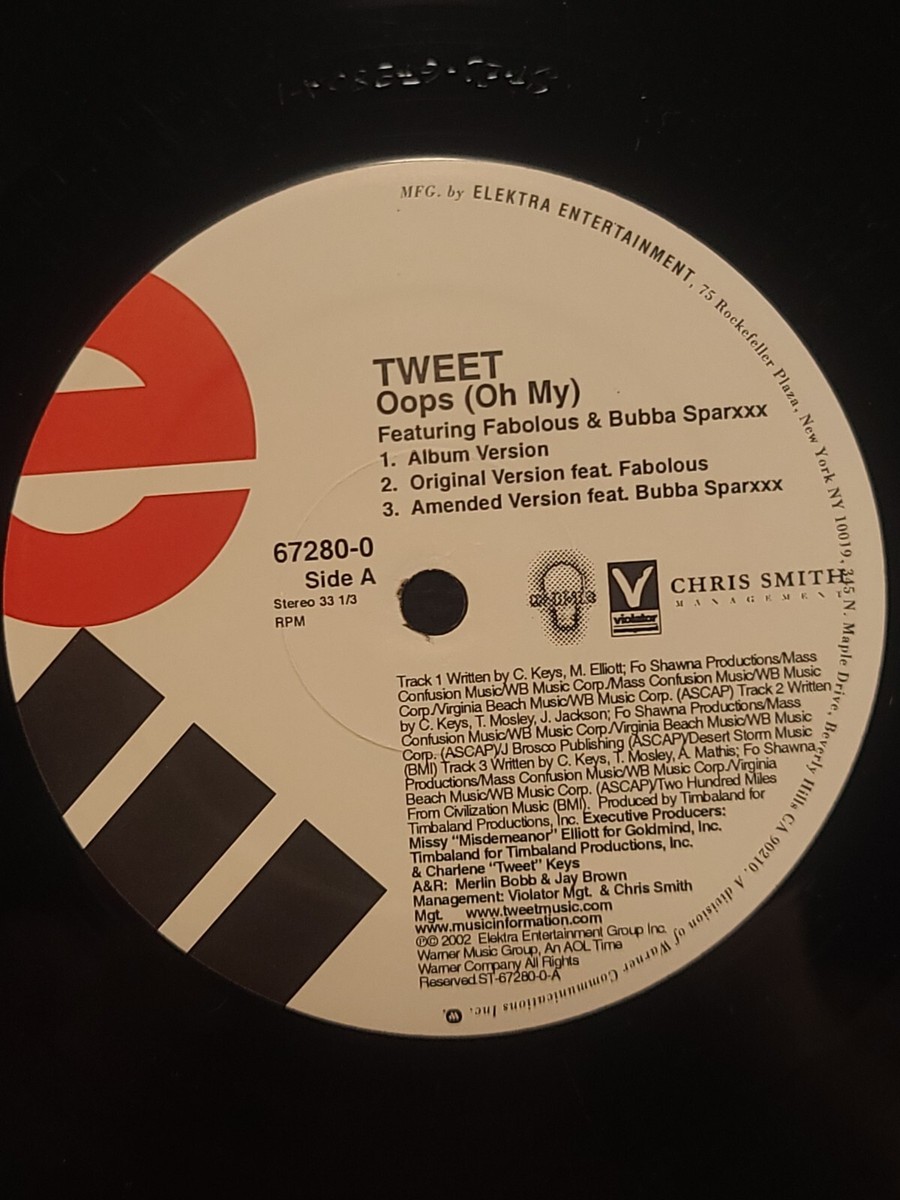 MFG. by ELEKTRA ENTERTAINMENT, 75 Rockefeller Plaza, New York NY 10019. 345 N. Maple Drive, Beverly Hills CA 90210. A division of Warner Communications Inc.
e
TWEET
Oops (Oh My)
Featuring Fabolous & Bubba Sparxxx
1. Album Version
2. Original Version feat. Fabolous
3. Amended Version feat. Bubba Sparxxx
67280-0
Side A
Stereo 33 1/3
RPM
V
violator
CHRIS SMITH
MANAGEMENT
Track 1 Written by C. Keys, M. Elliott; Fo Shawna Productions/Mass
Confusion Music/WB Music Corp./Mass Confusion Music/WB Music
Corp./Virginia Beach Music/WB Music Corp. (ASCAP) Track 2 Written
by C. Keys, T. Mosley, J. Jackson; Fo Shawna Productions/Mass
Confusion Music/WB Music Corp./Virginia Beach Music/WB Music
Corp. (ASCAP)/J Brosco Publishing (ASCAP)/Desert Storm Music
(BMI) Track 3 Written by C. Keys, T. Mosley, A. Mathis; Fo Shawna
Productions/Mass Confusion Music/WB Music Corp./Virginia
Beach Music/WB Music Corp. (ASCAP)/Two Hundred Miles
From Civilization Music (BMI). Produced by Timbaland for
Timbaland Productions, Inc. Executive Producers:
Missy "Misdemeanor" Elliott for Goldmind, Inc.
Timbaland for Timbaland Productions, Inc.
& Charlene "Tweet" Keys
A&R: Merlin Bobb & Jay Brown
Management: Violator Mgt. & Chris Smith
Mgt. www.tweetmusic.com
www.musicinformation.com
℗© 2002 Elektra Entertainment Group Inc.
Warner Music Group, An AOL Time
Warner Company All Rights
Reserved.ST-67280-0-A